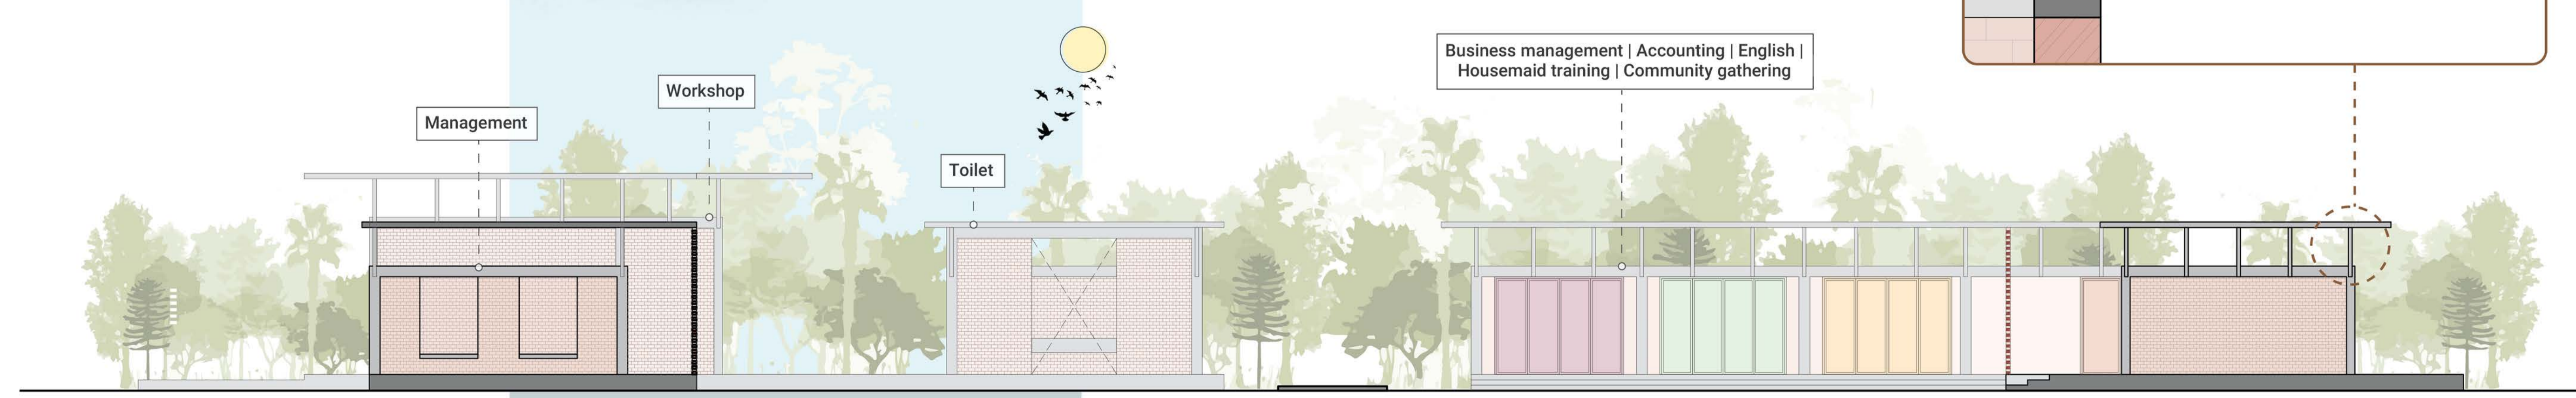 Management
Workshop
Toilet
Business management | Accounting | English |
Housemaid training | Community gathering